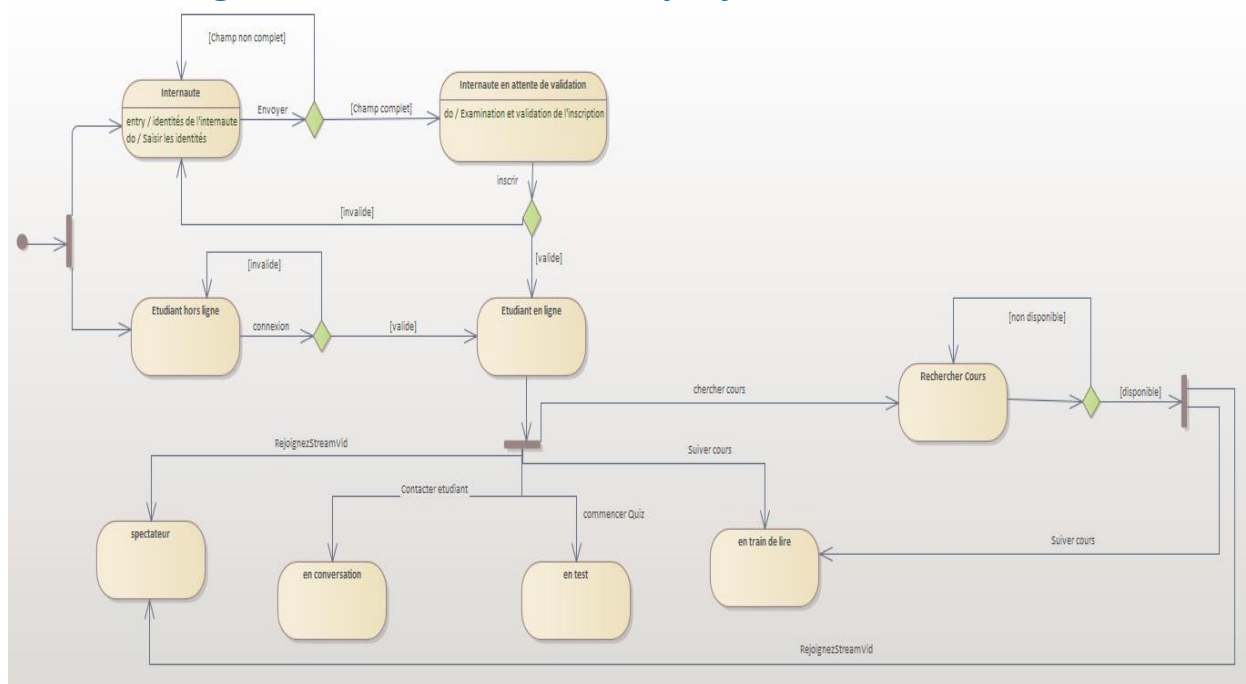 [Champ non complet]
Internaute
entry / identités de l'internaute
do / Saisir les identités
Envoyer
[Champ complet]
Internaute en attente de validation
do / Examination et validation de l'inscription
inscrir
[invalide]
[valide]
[invalide]
Etudiant hors ligne
connexion
[valide]
Etudiant en ligne
[non disponible]
Rechercher Cours
[disponible]
chercher cours
RejoignezStreamVid
Suiver cours
Contacter etudiant
commencer Quiz
spectateur
en conversation
en test
en train de lire
Suiver cours
RejoignezStreamVid